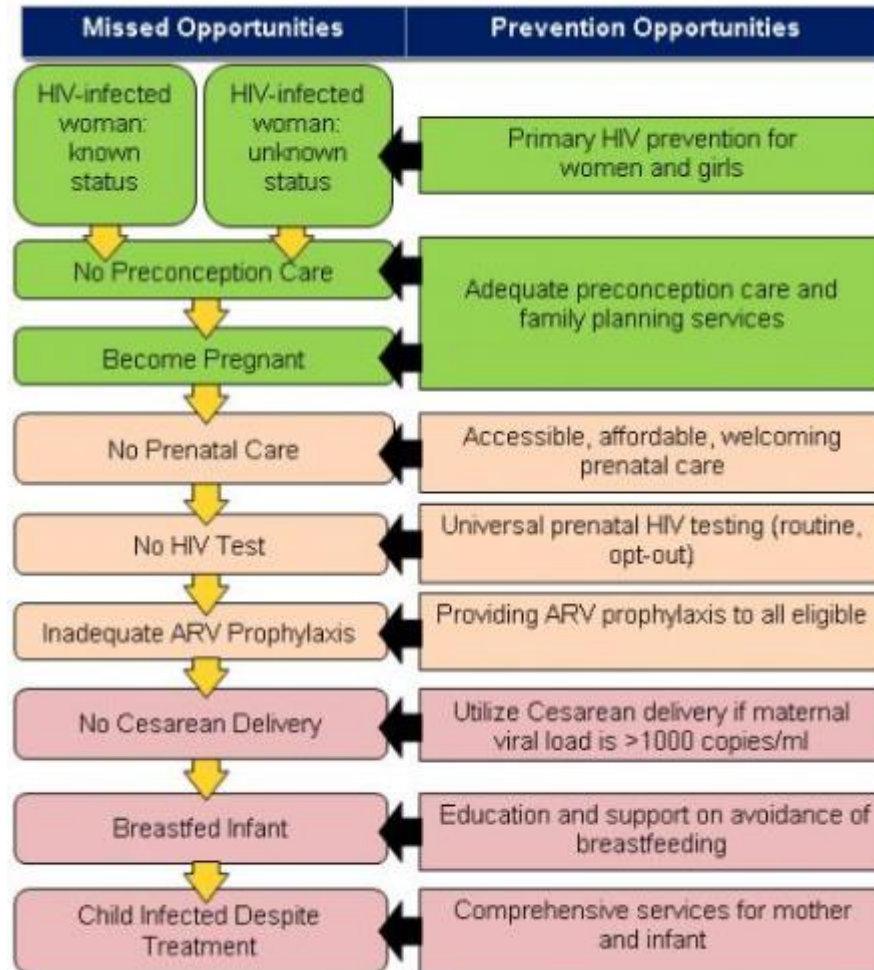 Missed Opportunities
Prevention Opportunities
HIV-infected
woman:
known
status
HIV-infected
woman:
unknown
status
Primary HIV prevention for
women and girls
No Preconception Care
Adequate preconception care and
family planning services
Become Pregnant
No Prenatal Care
Accessible, affordable, welcoming
prenatal care
No HIV Test
Universal prenatal HIV testing (routine,
opt-out)
Inadequate ARV Prophylaxis
Providing ARV prophylaxis to all eligible
No Cesarean Delivery
Utilize Cesarean delivery if maternal
viral load is >1000 copies/ml
Breastfed Infant
Education and support on avoidance of
breastfeeding
Child Infected Despite
Treatment
Comprehensive services for mother
and infant